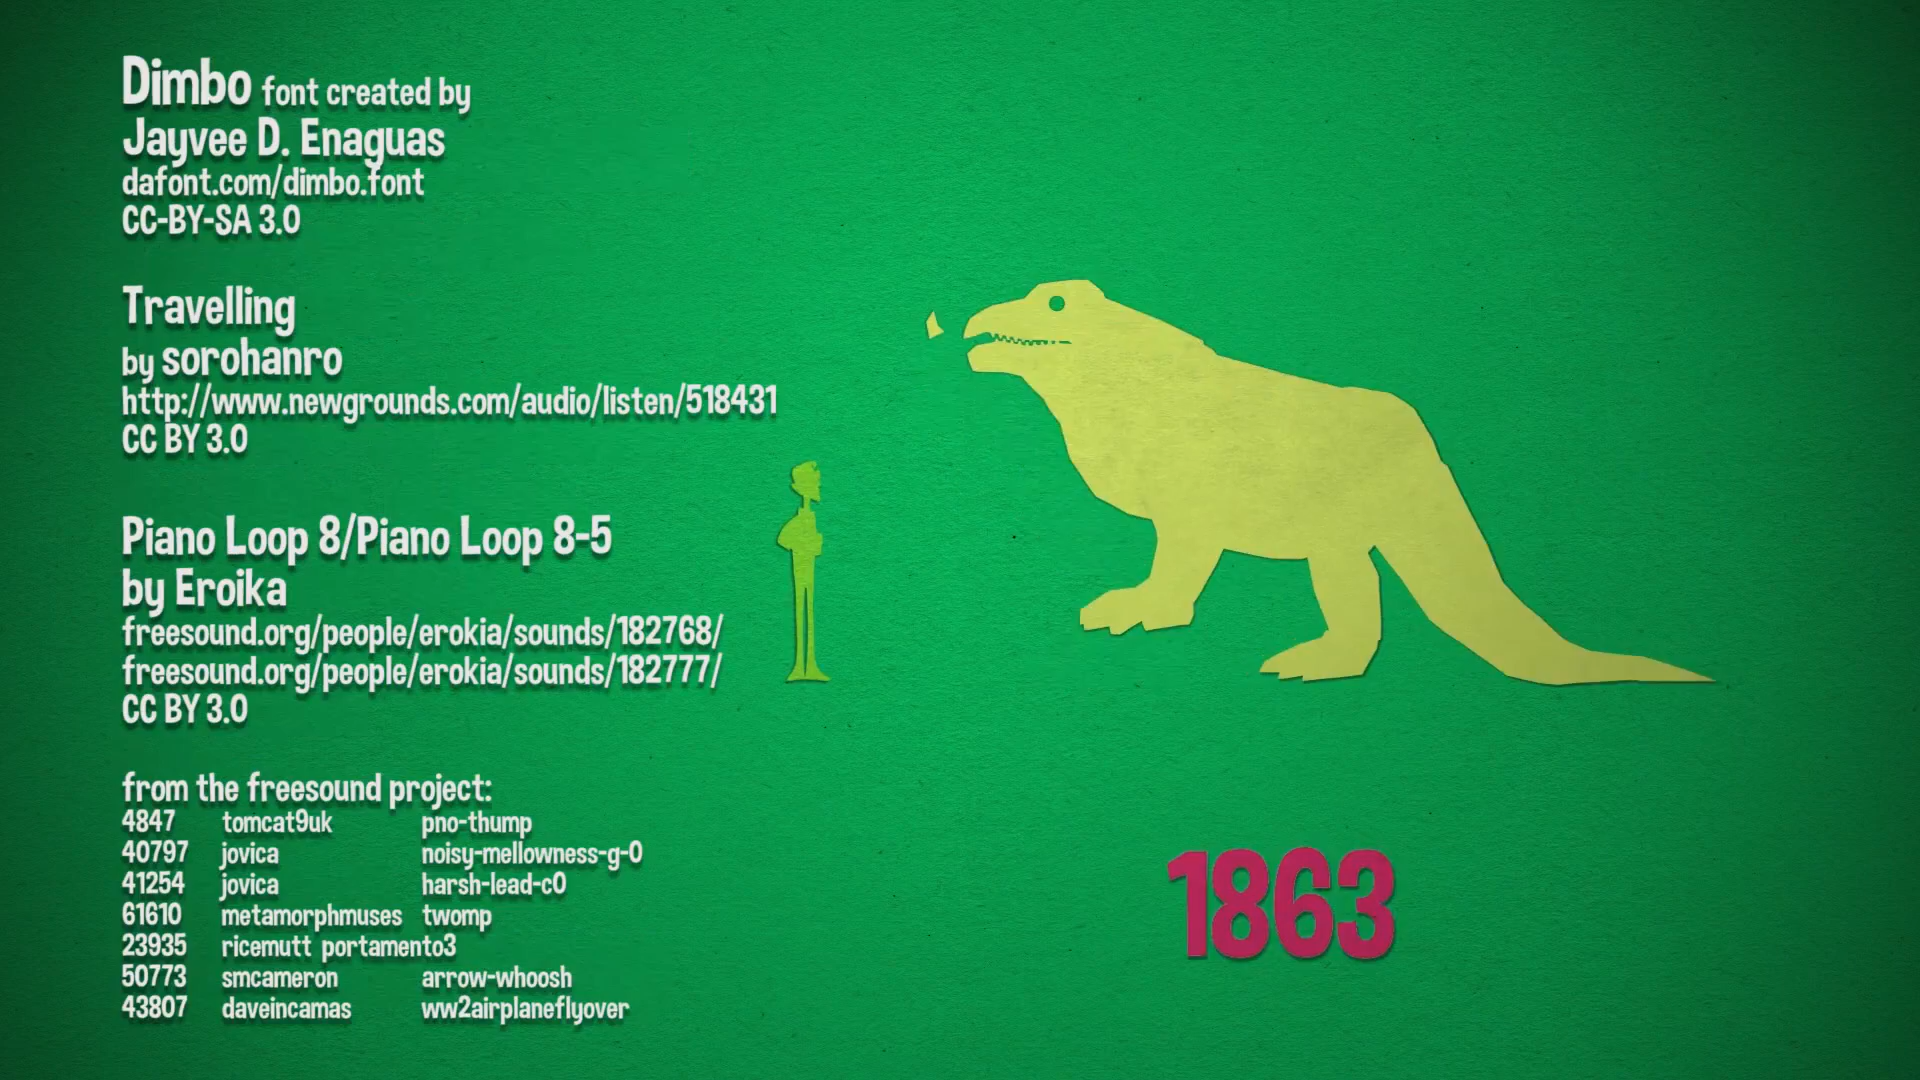 Dimbo font created by
Jayvee D. Enaguas
dafont.com/dimbo.font
CC-BY-SA 3.0
Travelling
by sorohanro
http://www.newgrounds.com/audio/listen/518431
CC BY 3.0
Piano Loop 8/Piano Loop 8-5
by Eroika
freesound.org/people/erokia/sounds/182768/
freesound.org/people/erokia/sounds/182777/
CC BY 3.0
from the freesound project:
4847 tomcat9uk pno-thump
40797 jovica noisy-mellowness-g-0
41254 jovica harsh-lead-c0
61610 metamorphmuses twomp
23935 ricemutt portamento3
50773 smcameron arrow-whoosh
43807 daveincamas ww2airplaneflyover
1863